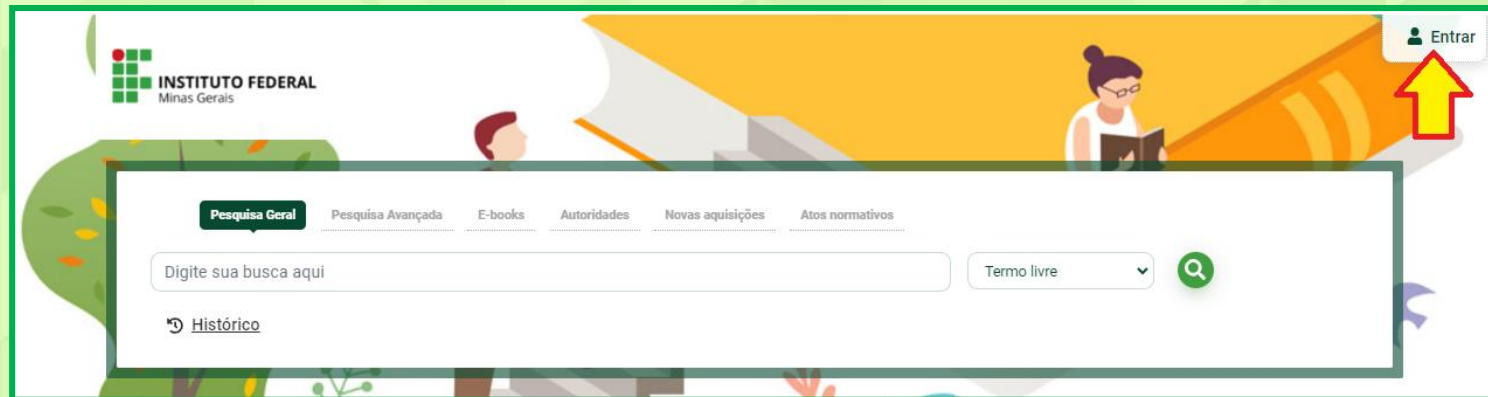 Entrar
INSTITUTO FEDERAL
Minas Gerais
Pesquisa Geral Pesquisa Avançada E-books Autoridades Novas aquisições Atos normativos
Digite sua busca aqui Termo livre
Histórico